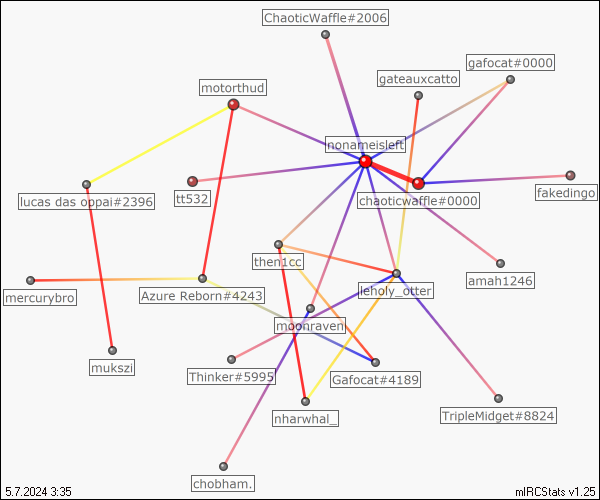 ChaoticWaffle#2006
gafocat#0000
gateauxcatto
motorthud
nonameisleft
tt532
lucas das oppai#2396
chaoticwaffle#0000
fakedingo
then1cc
amah1246
leholy_otter
mercurybro
Azure Reborn#4243
moonraven
mukszi
Thinker#5995
Gafocat#4189
nharwhal_
TripleMidget#8824
chobham.
5.7.2024 3:35
mIRCStats v1.25